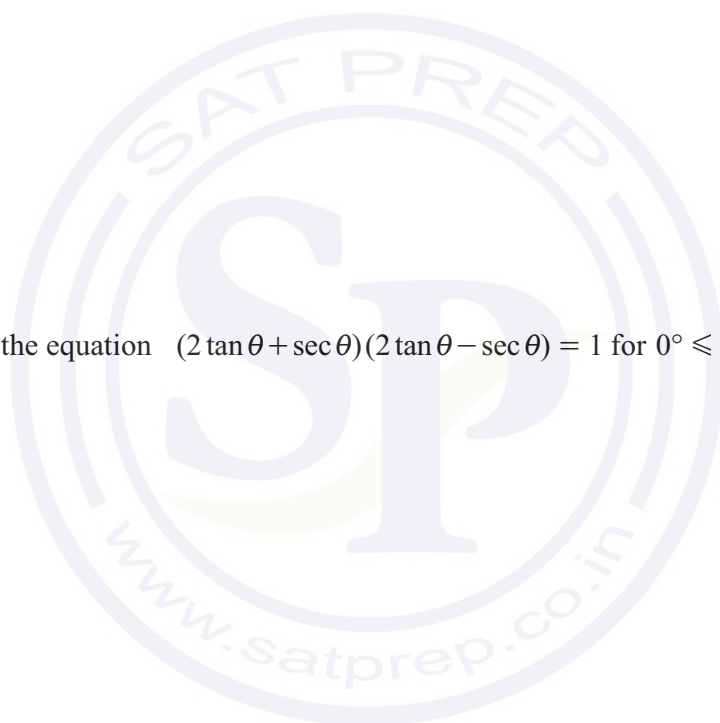 SAT PREP
SP
the equation (2 tan θ + sec θ)(2 tan θ − sec θ) = 1 for 0° ⩽
www.satprep.co.in